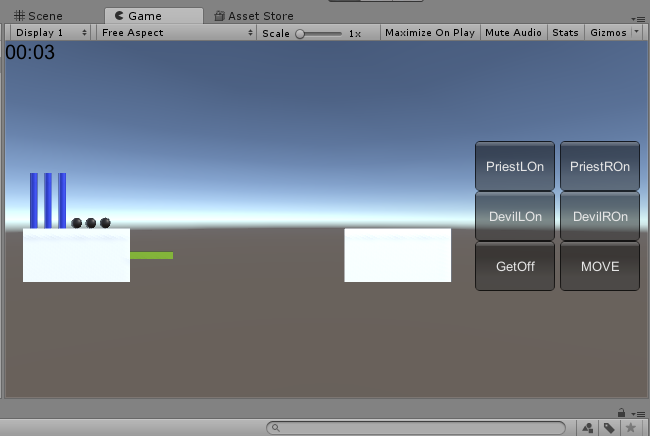 Scene Game Asset Store
Display 1 Free Aspect Scale 1x Maximize On Play Mute Audio Stats Gizmos
00:03
PriestLOn PriestROn
DevilLOn DevilROn
GetOff MOVE